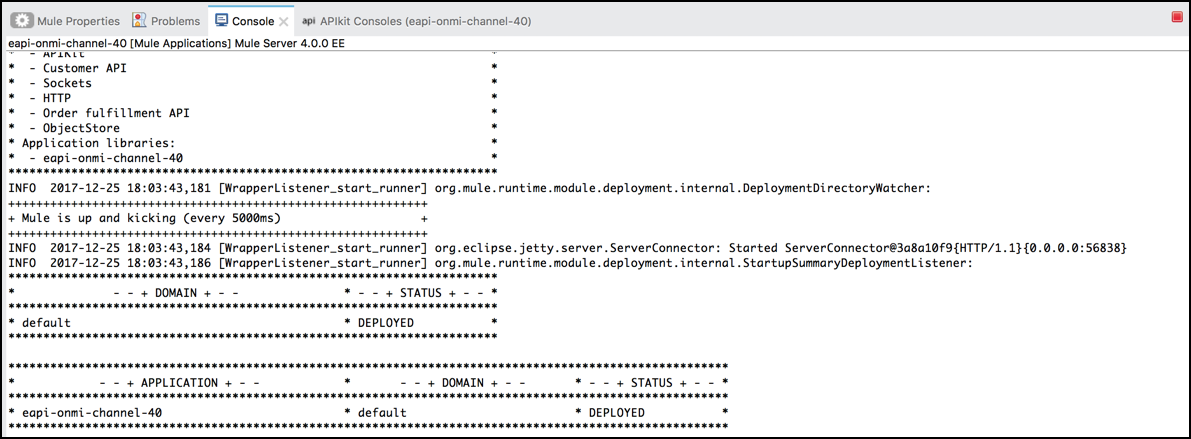 Mule Properties Problems Console api APIkit Consoles (eapi-onmi-channel-40)
eapi-onmi-channel-40 [Mule Applications] Mule Server 4.0.0 EE
*  - APIKit                                                          *
*  - Customer API                                                    *
*  - Sockets                                                         *
*  - HTTP                                                            *
*  - Order fulfillment API                                           *
*  - ObjectStore                                                     *
* Application libraries:                                             *
*  - eapi-onmi-channel-40                                            *
**********************************************************************
INFO  2017-12-25 18:03:43,181 [WrapperListener_start_runner] org.mule.runtime.module.deployment.internal.DeploymentDirectoryWatcher:
++++++++++++++++++++++++++++++++++++++++++++++++++++++++++++
+ Mule is up and kicking (every 5000ms)                    +
++++++++++++++++++++++++++++++++++++++++++++++++++++++++++++
INFO  2017-12-25 18:03:43,184 [WrapperListener_start_runner] org.eclipse.jetty.server.ServerConnector: Started ServerConnector@3a8a10f9{HTTP/1.1}{0.0.0.0:56838}
INFO  2017-12-25 18:03:43,186 [WrapperListener_start_runner] org.mule.runtime.module.deployment.internal.StartupSummaryDeploymentListener:
**********************************************************************
*              - - + DOMAIN + - -               * - - + STATUS + - - *
**********************************************************************
* default                                       * DEPLOYED           *
**********************************************************************
*******************************************************************************************************
*            - - + APPLICATION + - -            *       - - + DOMAIN + - -       * - - + STATUS + - - *
*******************************************************************************************************
* eapi-onmi-channel-40                          * default                        * DEPLOYED           *
*******************************************************************************************************